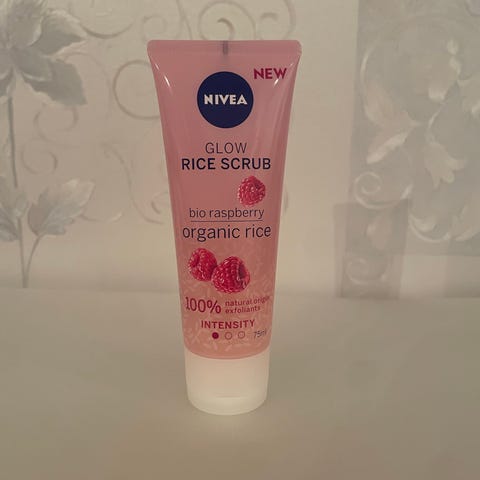 NEW
NIVEA
GLOW
RICE SCRUB
bio raspberry
organic rice
100% natural origin
exfoliants
INTENSITY
75ml